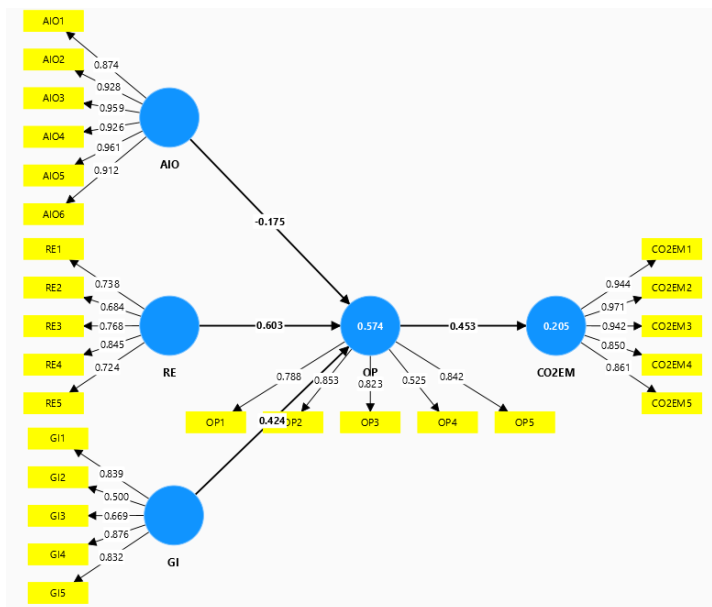 AIO1
AIO2
AIO3
AIO4
AIO5
AIO6
0.874
0.928
0.959
0.926
0.961
0.912
AIO
-0.175
RE1
RE2
RE3
RE4
RE5
0.738
0.684
0.768
0.845
0.724
RE
0.603
0.574
OP
0.453
0.205
CO2EM
0.944
0.971
0.942
0.850
0.861
CO2EM1
CO2EM2
CO2EM3
CO2EM4
CO2EM5
0.788
0.853
0.823
0.525
0.842
OP1
OP2
OP3
OP4
OP5
0.424
GI1
GI2
GI3
GI4
GI5
0.839
0.500
0.669
0.876
0.832
GI